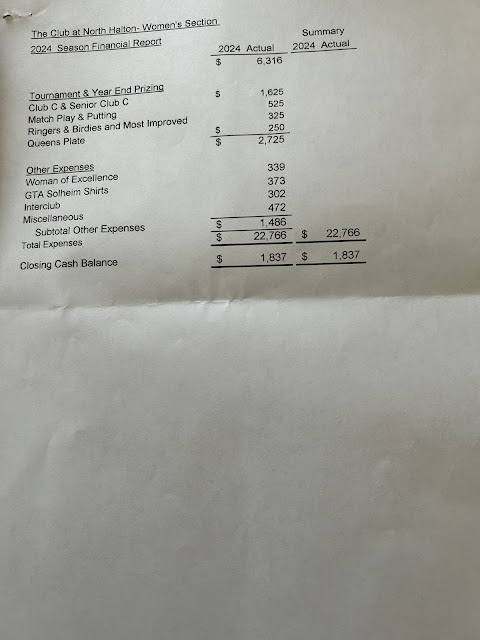 The Club at North Halton- Women's Section
2024 Season Financial Report
Summary
2024 Actual 2024 Actual
$ 6,316
Tournament & Year End Prizing
Club C & Senior Club C $ 1,625
Match Play & Putting 525
Ringers & Birdies and Most Improved 325
Queens Plate $ 250
$ 2,725
Other Expenses
Woman of Excellence 339
GTA Solheim Shirts 373
Interclub 302
Miscellaneous 472
Subtotal Other Expenses $ 1,486
Total Expenses $ 22,766 $ 22,766
Closing Cash Balance $ 1,837 $ 1,837